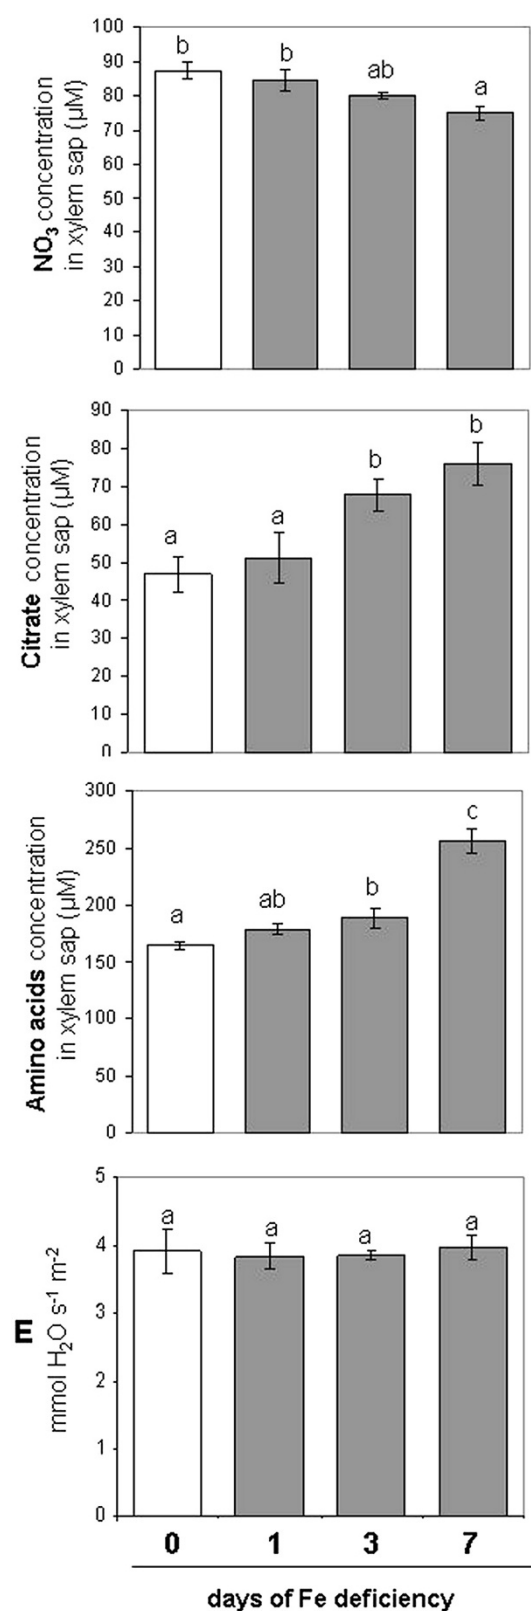 NO₃ concentration
in xylem sap (µM)
100
90
80
70
60
50
40
30
20
10
0
b
b
ab
a
Citrate concentration
in xylem sap (µM)
90
80
70
60
50
40
30
20
10
0
a
a
b
b
Amino acids concentration
in xylem sap (µM)
300
250
200
150
100
50
0
a
ab
b
c
E
mmol H₂O s⁻¹ m⁻²
5
4
3
2
1
0
a
a
a
a
0 1 3 7
days of Fe deficiency